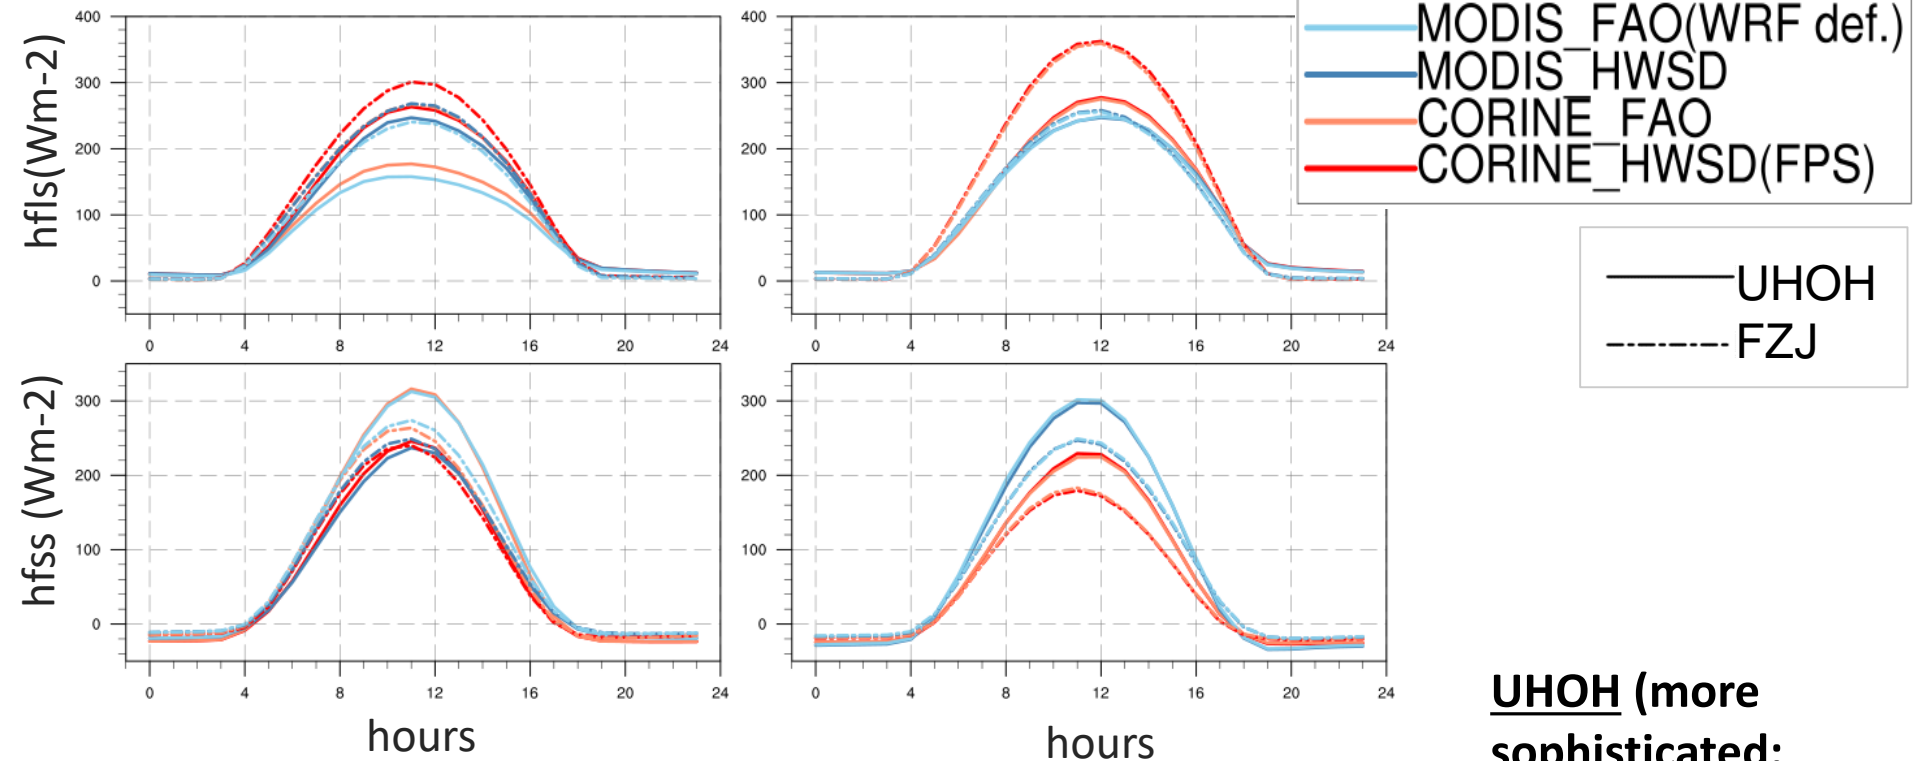 MODIS_FAO(WRF def.)
MODIS_HWSD
CORINE_FAO
CORINE_HWSD(FPS)
UHOH
FZJ
hfls(Wm-2)
400
300
200
100
0
0 4 8 12 16 20 24
400
300
200
100
0
0 4 8 12 16 20 24
hfss (Wm-2)
300
200
100
0
0 4 8 12 16 20 24
hours
300
200
100
0
0 4 8 12 16 20 24
hours
UHOH (more
sophisticated: